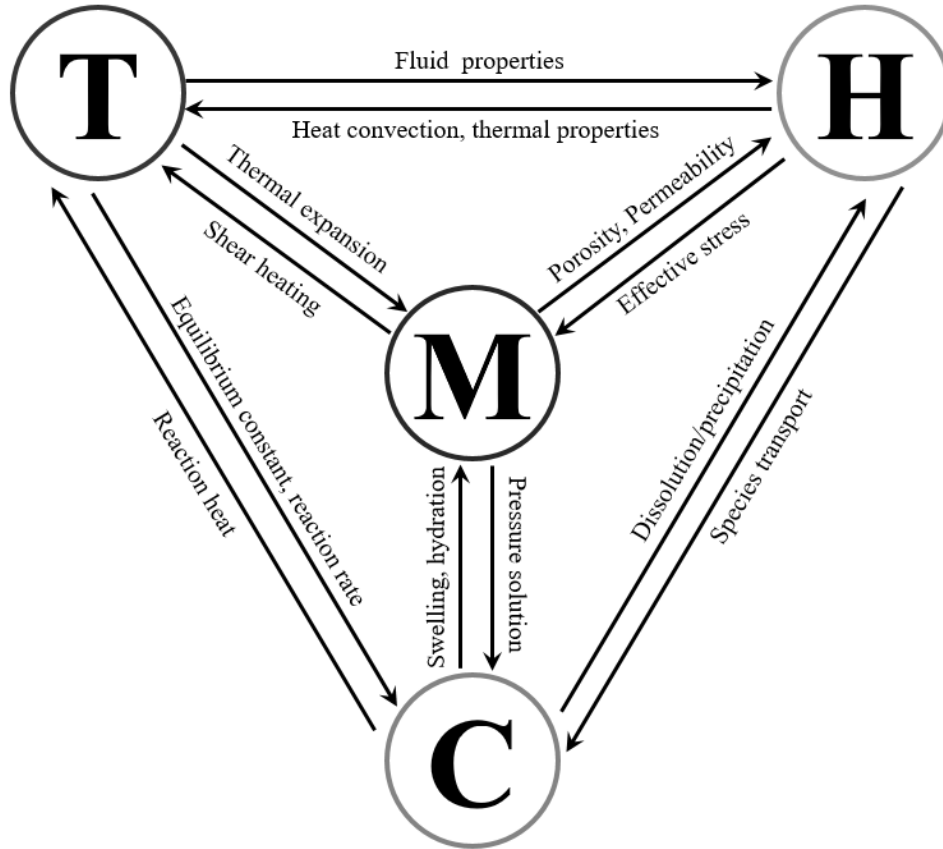 T
Fluid properties
H
Heat convection, thermal properties
Thermal expansion
Shear heating
Porosity, Permeability
Effective stress
M
Equilibrium constant, reaction rate
Reaction heat
Swelling, hydration
Pressure solution
Dissolution/precipitation
Species transport
C